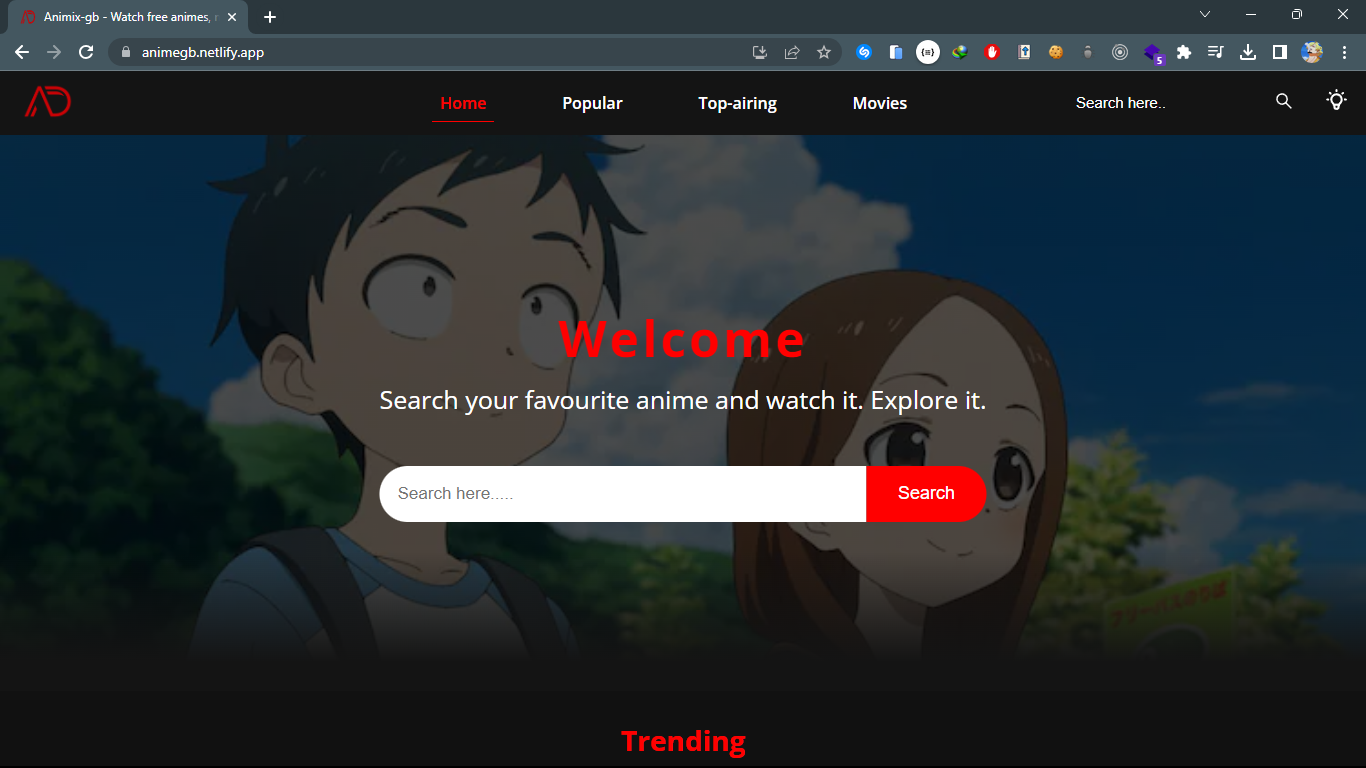 Animix-gb - Watch free animes,
animegb.netlify.app
5
Home
Popular
Top-airing
Movies
Search here..
Welcome
Search your favourite anime and watch it. Explore it.
Search here.....
Search
Trending